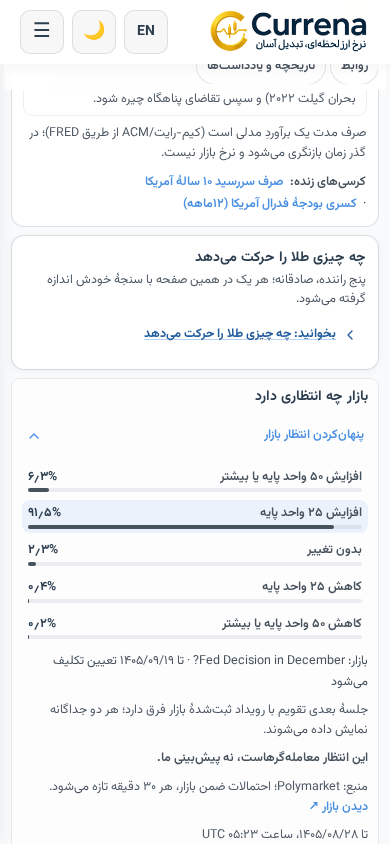 Currena
نرخ ارز لحظه‌ای، تبدیل آسان
EN
روابط
تاریخچه و یادداشت‌ها
بحران گیلت ۲۰۲۲) و سپس تقاضای پناهگاه چیره شود.
صرف مدت یک برآوردِ مدلی است (کیم-رایت/ACM از طریق FRED)؛ در
گذر زمان بازنگری می‌شود و نرخ بازار نیست.
کرسی‌های زنده: صرف سررسید ۱۰ سالهٔ آمریکا
· کسری بودجهٔ فدرال آمریکا (۱۲ماهه)
چه چیزی طلا را حرکت می‌دهد
پنج راننده، صادقانه؛ هر یک در همین صفحه با سنجهٔ خودش اندازه
گرفته می‌شود.
بخوانید: چه چیزی طلا را حرکت می‌دهد
بازار چه انتظاری دارد
پنهان‌کردن انتظار بازار
افزایش ۵۰ واحد پایه یا بیشتر ۶٫۳%
افزایش ۲۵ واحد پایه ۹۱٫۵%
بدون تغییر ۲٫۳%
کاهش ۲۵ واحد پایه ۰٫۴%
کاهش ۵۰ واحد پایه یا بیشتر ۰٫۲%
بازار: Fed Decision in December? · تا ۱۴۰۵/۰۹/۱۹ تعیین تکلیف
می‌شود
جلسهٔ بعدی تقویم با رویداد ثبت‌شدهٔ بازار فرق دارد؛ هر دو جداگانه
نمایش داده می‌شوند.
این انتظار معامله‌گرهاست، نه پیش‌بینی ما.
منبع: Polymarket؛ احتمالات ضمن بازار، هر ۳۰ دقیقه تازه می‌شود.
دیدن بازار ↗
تا ۱۴۰۵/۰۸/۲۸، ساعت ۰۵:۲۳ UTC